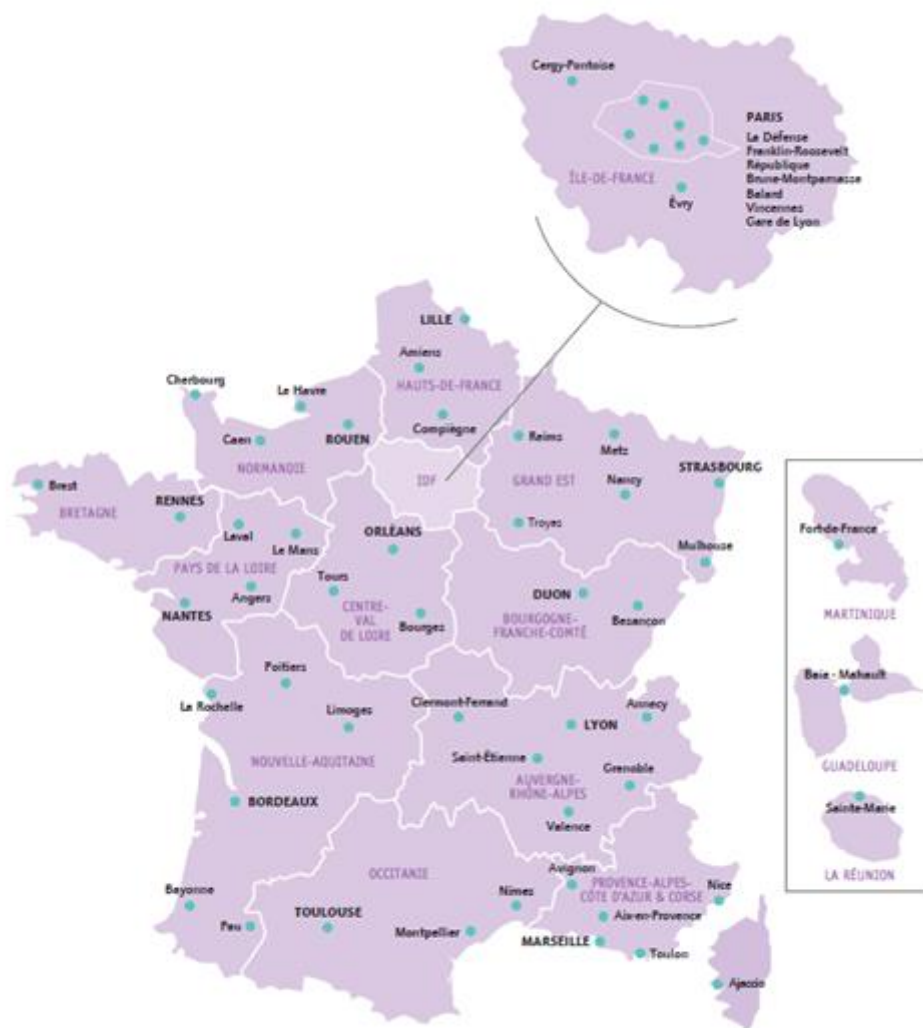 Cergy-Pontoise
PARIS
La Défense
Franklin-Roosevelt
République
Brune-Montparnasse
Balard
Vincennes
Gare de Lyon
ÎLE-DE-FRANCE
Évry
LILLE
Amiens
HAUTS-DE-FRANCE
Cherbourg
Le Havre
Compiègne
Caen
ROUEN
Reims
Metz
NORMANDIE
STRASBOURG
IDF
GRAND EST
Nancy
Brest
RENNES
BRETAGNE
Troyes
Laval
ORLÉANS
Fort-de-France
Le Mans
Mulhouse
PAYS DE LA LOIRE
Tours
Angers
DIJON
CENTRE-
VAL
DE LOIRE
Bourges
BOURGOGNE-
FRANCHE-COMTÉ
Besançon
NANTES
MARTINIQUE
Poitiers
Baie - Mahault
La Rochelle
Clermont-Ferrand
Annecy
Limoges
LYON
NOUVELLE-AQUITAINE
Saint-Étienne
Grenoble
GUADELOUPE
AUVERGNE-
RHÔNE-ALPES
BORDEAUX
Sainte-Marie
Valence
OCCITANIE
Avignon
LA RÉUNION
PROVENCE-ALPES-
CÔTE D'AZUR & CORSE
Nice
Bayonne
Nîmes
TOULOUSE
Aix-en-Provence
Pau
Montpellier
MARSEILLE
Toulon
Ajaccio